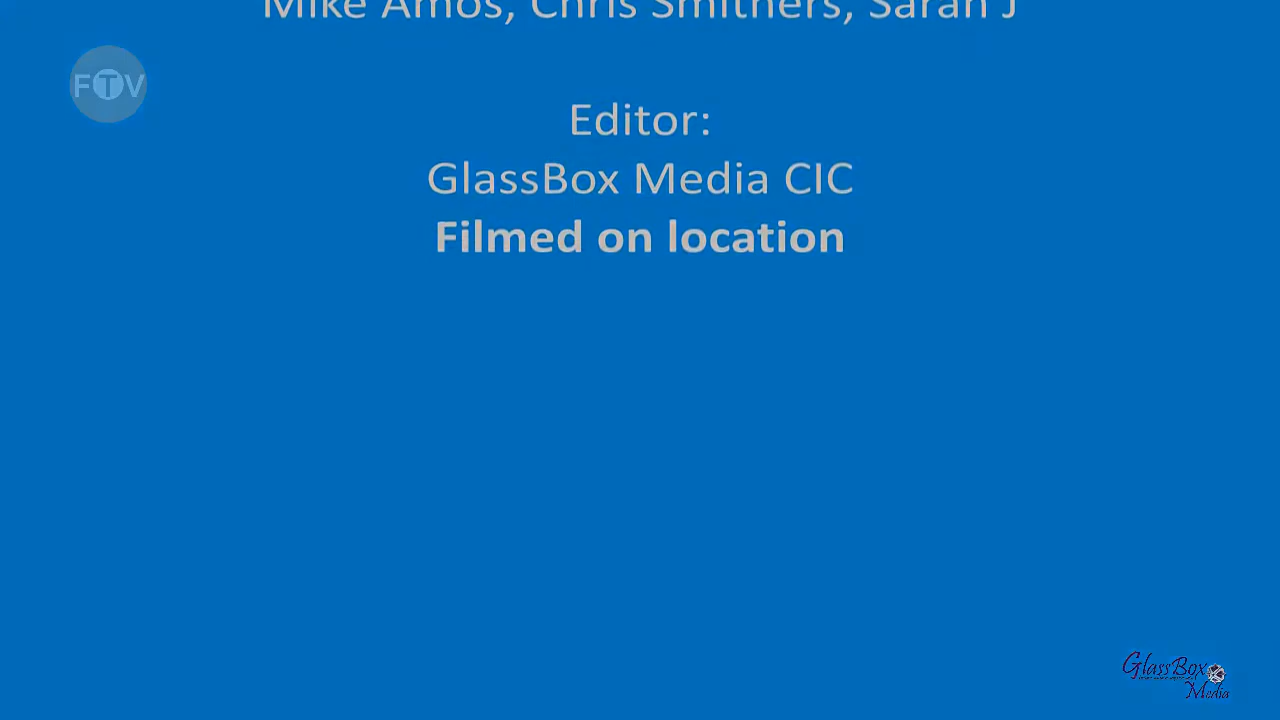 Mike Amos, Chris Smithers, Sarah J
FTV
Editor:
GlassBox Media CIC
Filmed on location
GlassBox
Media